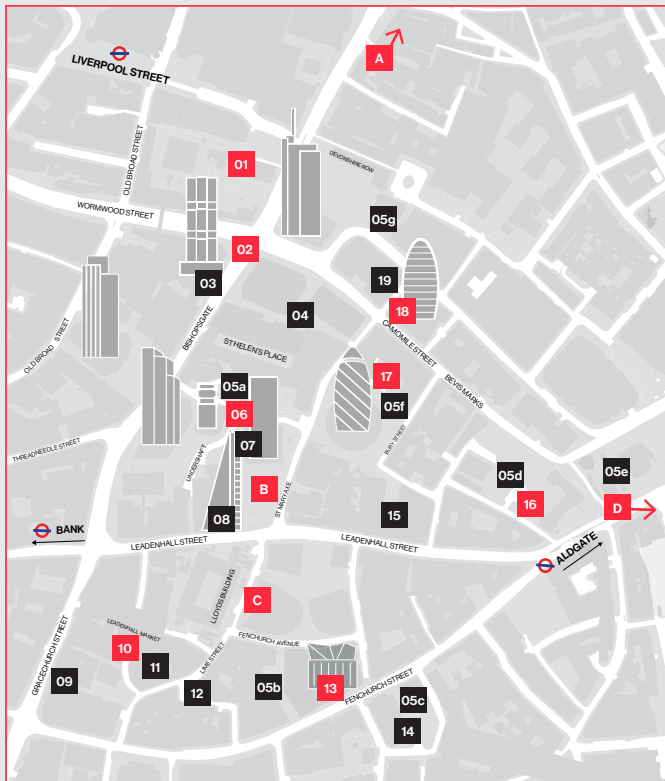 A
LIVERPOOL STREET
OLD BROAD STREET
DEVONSHIRE ROW
01
WORMWOOD STREET
05g
02
03
19
18
04
BISHOPSGATE
CAMOMILE STREET
OLD BROAD STREET
ST HELEN'S PLACE
BEVIS MARKS
17
05a
05f
06
07
BURY STREET
THREADNEEDLE STREET
UNDERSHAFT
05d
05e
B
ST MARY AXE
16
D
08
15
BANK
LEADENHALL STREET
LEADENHALL STREET
ALDGATE
LLOYDS BUILDING
C
LEADENHALL MARKET
FENCHURCH AVENUE
10
LIME STREET
GRACECHURCH STREET
11
09
12
05b
13
FENCHURCH STREET
05c
14